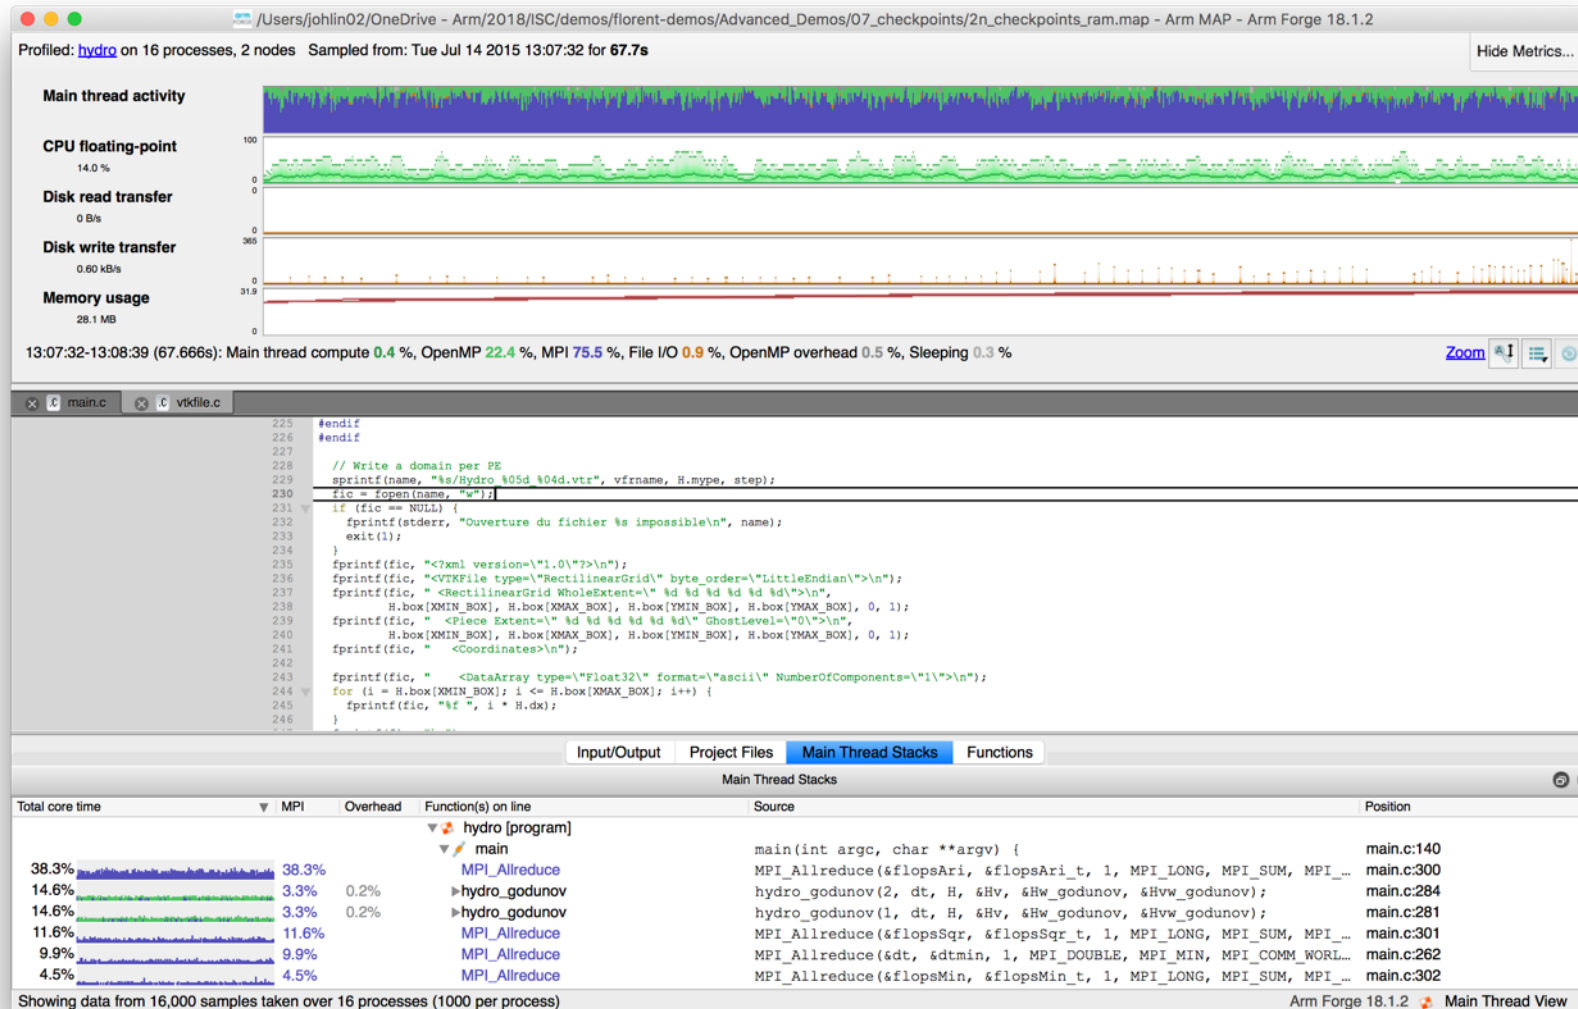 /Users/johlin02/OneDrive - Arm/2018/ISC/demos/florent-demos/Advanced_Demos/07_checkpoints/2n_checkpoints_ram.map - Arm MAP - Arm Forge 18.1.2
Profiled: hydro on 16 processes, 2 nodes Sampled from: Tue Jul 14 2015 13:07:32 for 67.7s
Hide Metrics...
Main thread activity
CPU floating-point
14.0 %
100
0
Disk read transfer
0 B/s
0
0
Disk write transfer
0.60 kB/s
365
0
Memory usage
28.1 MB
31.9
0
13:07:32-13:08:39 (67.666s): Main thread compute 0.4 %, OpenMP 22.4 %, MPI 75.5 %, File I/O 0.9 %, OpenMP overhead 0.5 %, Sleeping 0.3 %
Zoom
main.c vtkfile.c
225 #endif
226 #endif
227
228 // Write a domain per PE
229 sprintf(name, "%s/Hydro_%05d_%04d.vtr", vfrname, H.mype, step);
230 fic = fopen(name, "w");
231 if (fic == NULL) {
232 fprintf(stderr, "Ouverture du fichier %s impossible\n", name);
233 exit(1);
234 }
235 fprintf(fic, "<?xml version=\"1.0\"?>\n");
236 fprintf(fic, "<VTKFile type=\"RectilinearGrid\" byte_order=\"LittleEndian\">\n");
237 fprintf(fic, " <RectilinearGrid WholeExtent=\" %d %d %d %d %d %d\">\n",
238 H.box[XMIN_BOX], H.box[XMAX_BOX], H.box[YMIN_BOX], H.box[YMAX_BOX], 0, 1);
239 fprintf(fic, " <Piece Extent=\" %d %d %d %d %d %d\" GhostLevel=\"0\">\n",
240 H.box[XMIN_BOX], H.box[XMAX_BOX], H.box[YMIN_BOX], H.box[YMAX_BOX], 0, 1);
241 fprintf(fic, " <Coordinates>\n");
242
243 fprintf(fic, " <DataArray type=\"Float32\" format=\"ascii\" NumberOfComponents=\"1\">\n");
244 for (i = H.box[XMIN_BOX]; i <= H.box[XMAX_BOX]; i++) {
245 fprintf(fic, "%f ", i * H.dx);
246 }
Input/Output Project Files Main Thread Stacks Functions
Main Thread Stacks
Total core time MPI Overhead Function(s) on line Source Position
hydro [program]
main main(int argc, char **argv) { main.c:140
38.3% 38.3% MPI_Allreduce MPI_Allreduce(&flopsAri, &flopsAri_t, 1, MPI_LONG, MPI_SUM, MPI_… main.c:300
14.6% 3.3% 0.2% hydro_godunov hydro_godunov(2, dt, H, &Hv, &Hw_godunov, &Hvw_godunov); main.c:284
14.6% 3.3% 0.2% hydro_godunov hydro_godunov(1, dt, H, &Hv, &Hw_godunov, &Hvw_godunov); main.c:281
11.6% 11.6% MPI_Allreduce MPI_Allreduce(&flopsSqr, &flopsSqr_t, 1, MPI_LONG, MPI_SUM, MPI_… main.c:301
9.9% 9.9% MPI_Allreduce MPI_Allreduce(&dt, &dtmin, 1, MPI_DOUBLE, MPI_MIN, MPI_COMM_WORL… main.c:262
4.5% 4.5% MPI_Allreduce MPI_Allreduce(&flopsMin, &flopsMin_t, 1, MPI_LONG, MPI_SUM, MPI_… main.c:302
Showing data from 16,000 samples taken over 16 processes (1000 per process)
Arm Forge 18.1.2 Main Thread View